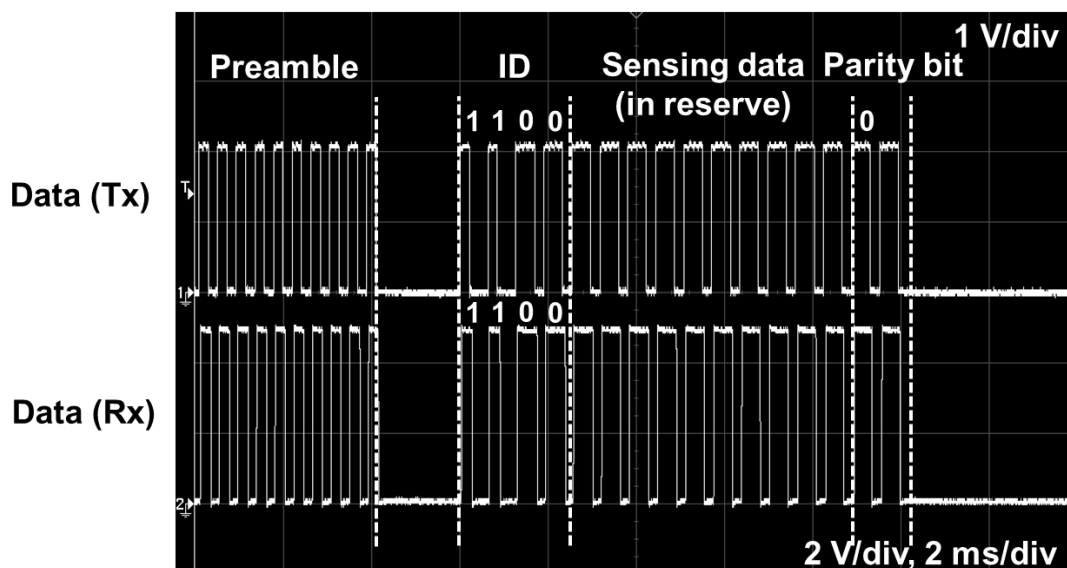 1 V/div
Preamble ID Sensing data Parity bit
(in reserve)
1 1 0 0 0
Data (Tx)
T
1
1 1 0 0
Data (Rx)
2
2 V/div, 2 ms/div